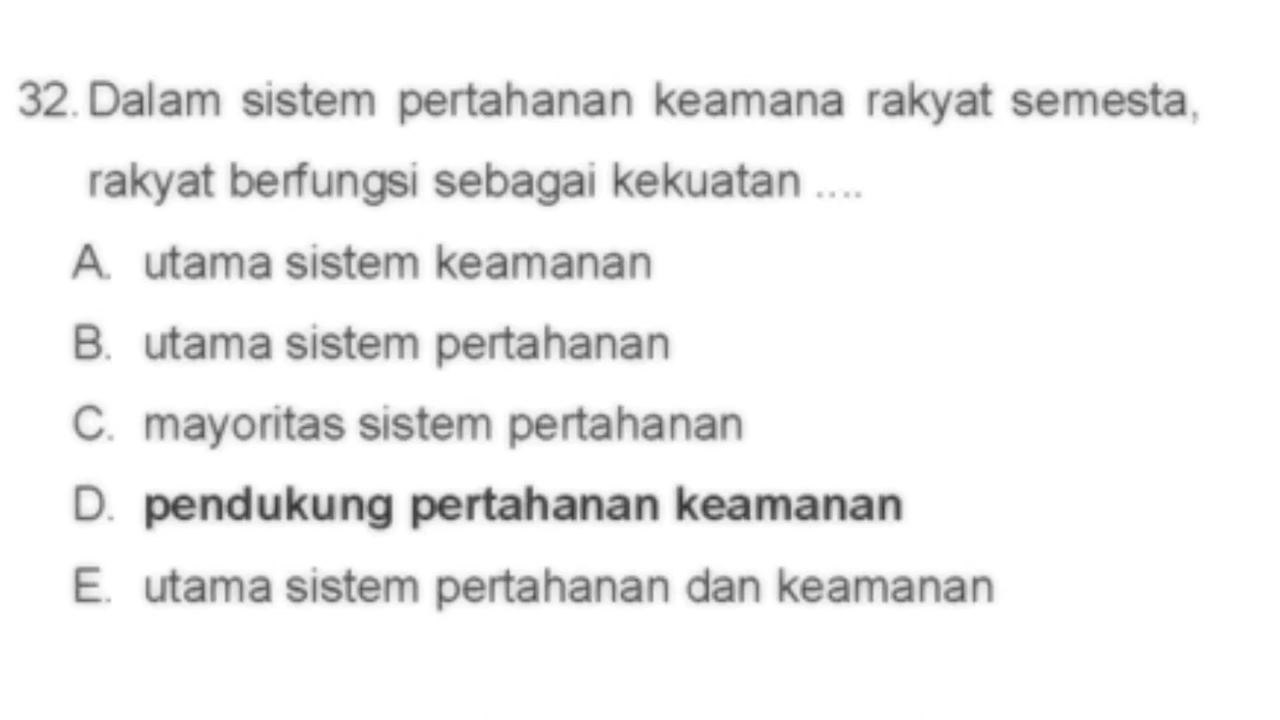 32. Dalam sistem pertahanan keamana rakyat semesta,
rakyat berfungsi sebagai kekuatan ....
A. utama sistem keamanan
B. utama sistem pertahanan
C. mayoritas sistem pertahanan
D. pendukung pertahanan keamanan
E. utama sistem pertahanan dan keamanan